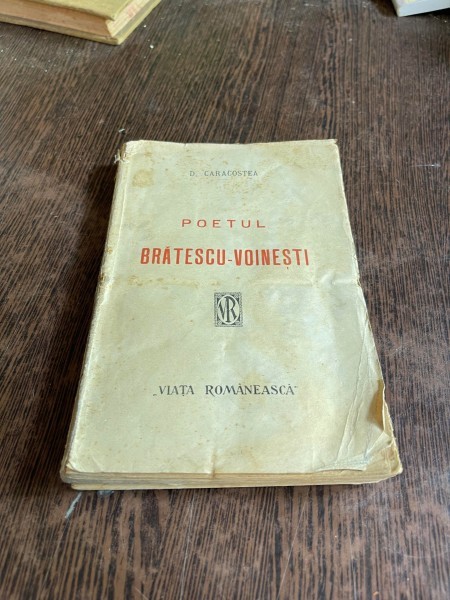 D. CARACOSTEA
POETUL
BRĂTESCU-VOINEȘTI
VR
„VIAȚA ROMÂNEASCĂ”